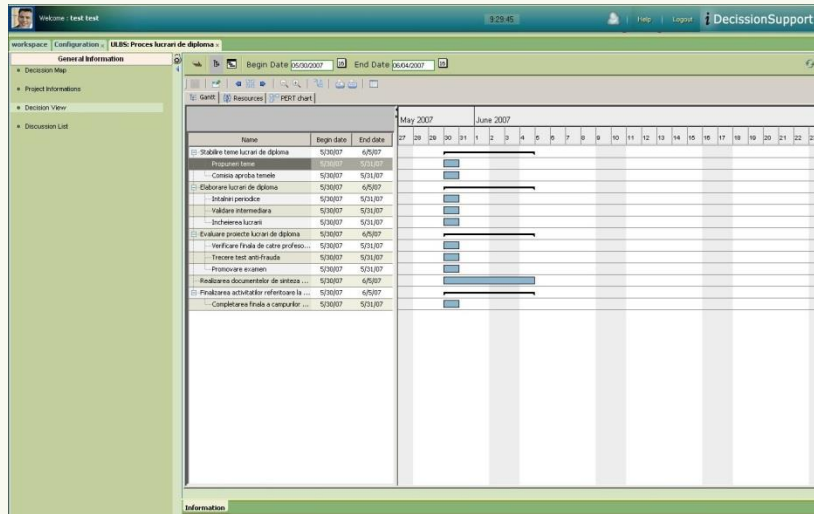 Welcome : test test
9:29:45
Help | Logout
i DecissionSupport
workspace
Configuration x
ULBS: Proces lucrari de diploma x
General Information
Decission Map
Project Informations
Decision View
Discussion List
Begin Date 05/30/2007
End Date 06/04/2007
Gantt
Resources
PERT chart
May 2007
June 2007
Name Begin date End date
27 28 29 30 31 1 2 3 4 5 6 7 8 9 10 11 12 13 14 15 16 17 18 19 20 21 22
Stabilire teme lucrari de diploma 5/30/07 6/5/07
Propuneri teme 5/30/07 5/31/07
Comisia aproba temele 5/30/07 5/31/07
Elaborare lucrari de diploma 5/30/07 6/5/07
Intalniri periodice 5/30/07 5/31/07
Validare intermediara 5/30/07 5/31/07
Incheierea lucrarii 5/30/07 5/31/07
Evaluare proiecte lucrari de diploma 5/30/07 6/5/07
Verificare finala de catre profeso... 5/30/07 5/31/07
Trecere test anti-frauda 5/30/07 5/31/07
Promovare examen 5/30/07 5/31/07
Realizarea documentelor de sinteza ... 5/30/07 6/5/07
Finalizarea activitatilor referitoare la ... 5/30/07 6/5/07
Completarea finala a campurilor ... 5/30/07 5/31/07
Information